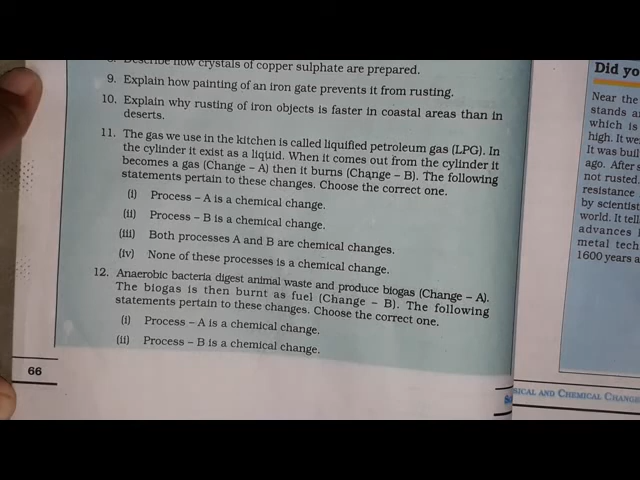 8. Describe how crystals of copper sulphate are prepared.
9. Explain how painting of an iron gate prevents it from rusting.
10. Explain why rusting of iron objects is faster in coastal areas than in
deserts.
11. The gas we use in the kitchen is called liquified petroleum gas (LPG). In
the cylinder it exist as a liquid. When it comes out from the cylinder it
becomes a gas (Change – A) then it burns (Change – B). The following
statements pertain to these changes. Choose the correct one.
(i) Process – A is a chemical change.
(ii) Process – B is a chemical change.
(iii) Both processes A and B are chemical changes.
(iv) None of these processes is a chemical change.
12. Anaerobic bacteria digest animal waste and produce biogas (Change – A).
The biogas is then burnt as fuel (Change – B). The following
statements pertain to these changes. Choose the correct one.
(i) Process – A is a chemical change.
(ii) Process – B is a chemical change.
66
Did yo
Near the
stands a
which is
high. It we
It was buil
ago. After
not rusted.
resistance
by scientist
world. It tell
advances
metal tech
1600 years a
SICAL AND CHEMICAL CHANGE